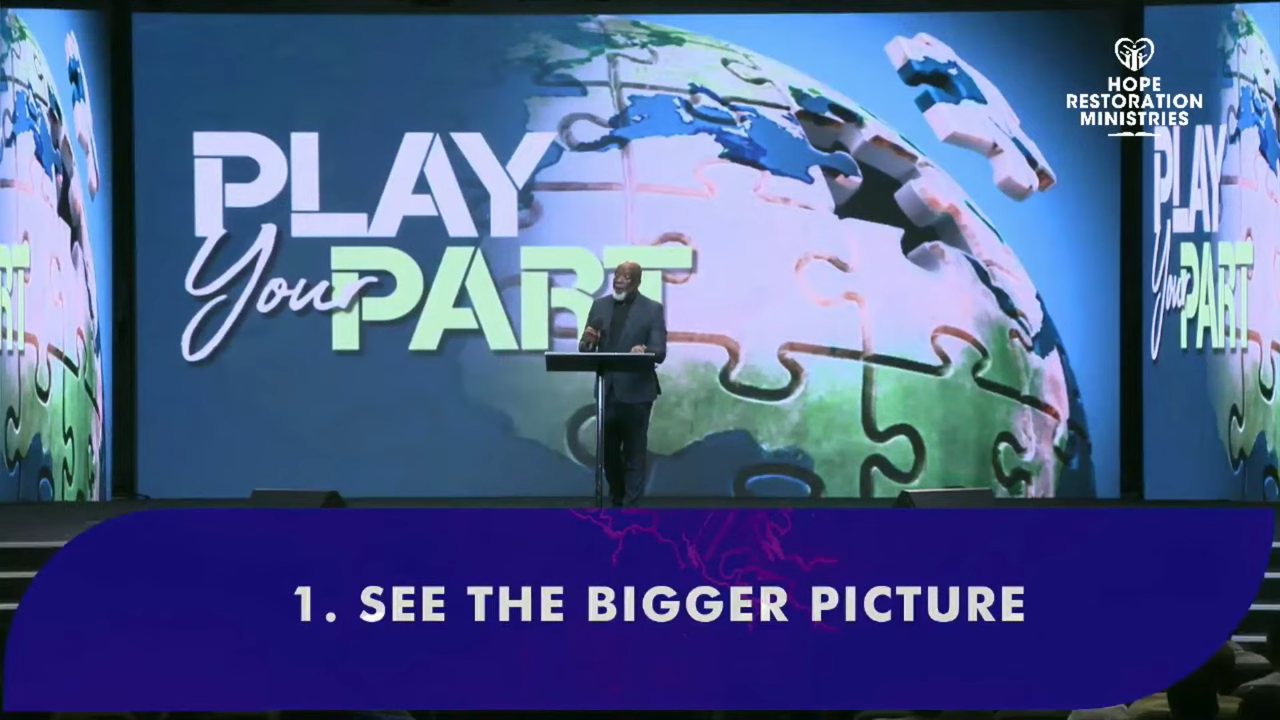 PLAY
Your PART
HOPE
RESTORATION
MINISTRIES
PLAY
Your
PART
1. SEE THE BIGGER PICTURE